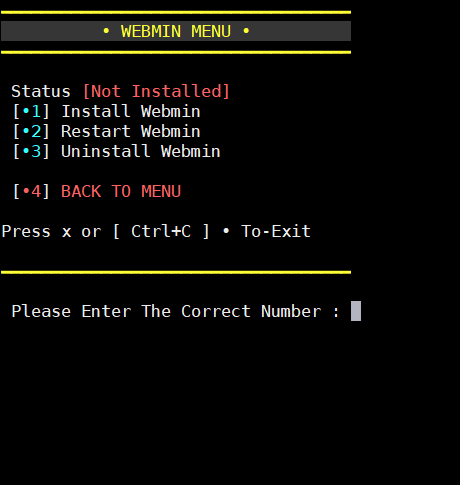 • WEBMIN MENU •
Status [Not Installed]
[•1] Install Webmin
[•2] Restart Webmin
[•3] Uninstall Webmin
[•4] BACK TO MENU
Press x or [ Ctrl+C ] • To-Exit
Please Enter The Correct Number :